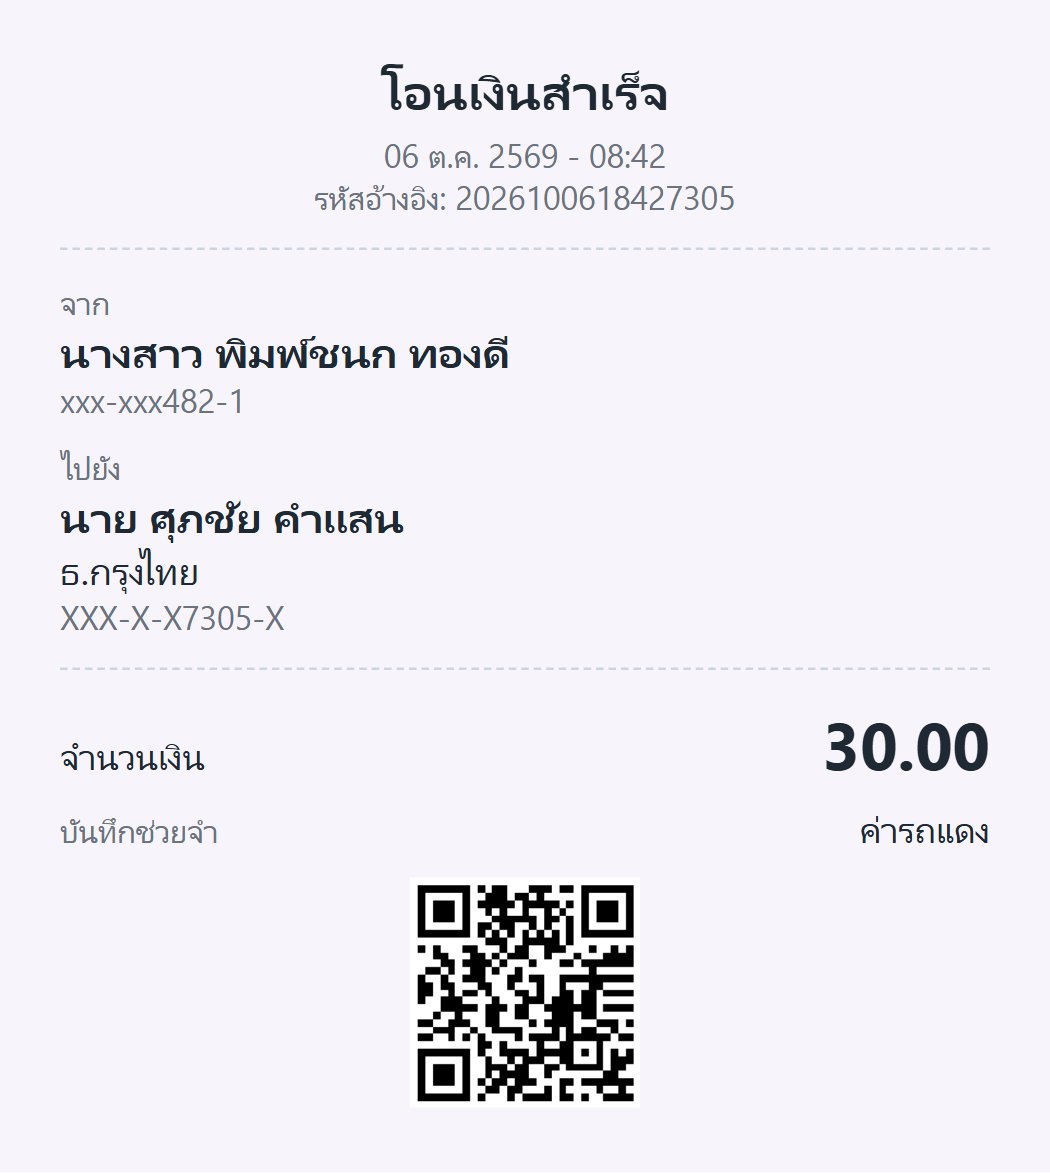 โอนเงินสำเร็จ
06 ต.ค. 2569 - 08:42
รหัสอ้างอิง: 2026100618427305
จาก
นางสาว พิมพ์ชนก ทองดี
xxx-xxx482-1
ไปยัง
นาย ศุภชัย คำแสน
ธ.กรุงไทย
XXX-X-X7305-X
จำนวนเงิน 30.00
บันทึกช่วยจำ ค่ารถแดง